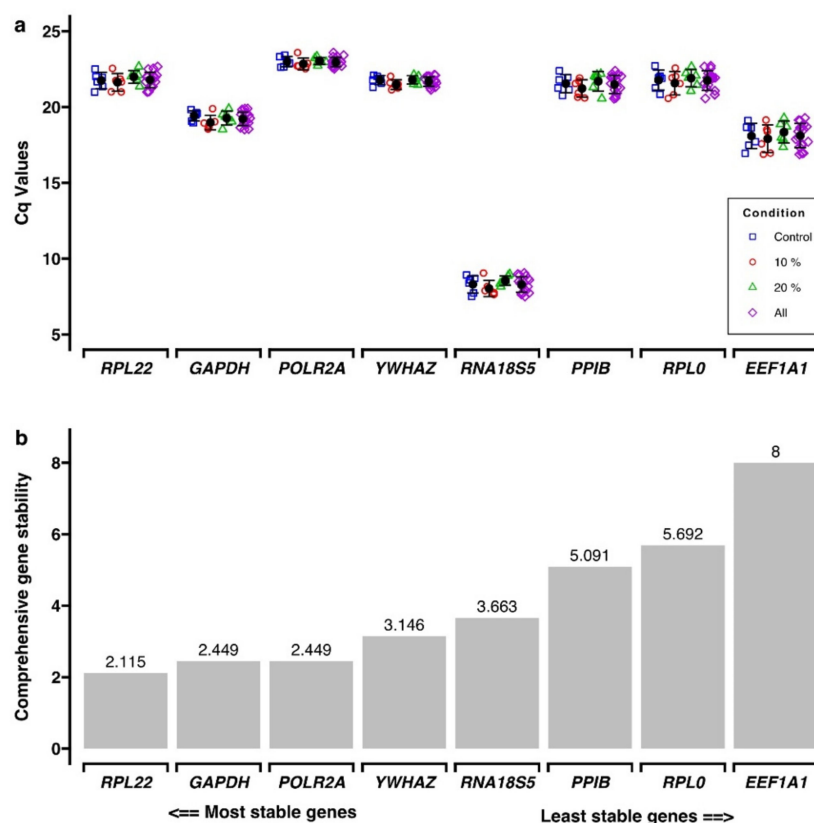 a
25
20
15
10
5
Cq Values
Condition
Control
10 %
20 %
All
RPL22 GAPDH POLR2A YWHAZ RNA18S5 PPIB RPL0 EEF1A1
b
8
6
4
2
0
Comprehensive gene stability
2.115 2.449 2.449 3.146 3.663 5.091 5.692 8
RPL22 GAPDH POLR2A YWHAZ RNA18S5 PPIB RPL0 EEF1A1
<== Most stable genes Least stable genes ==>